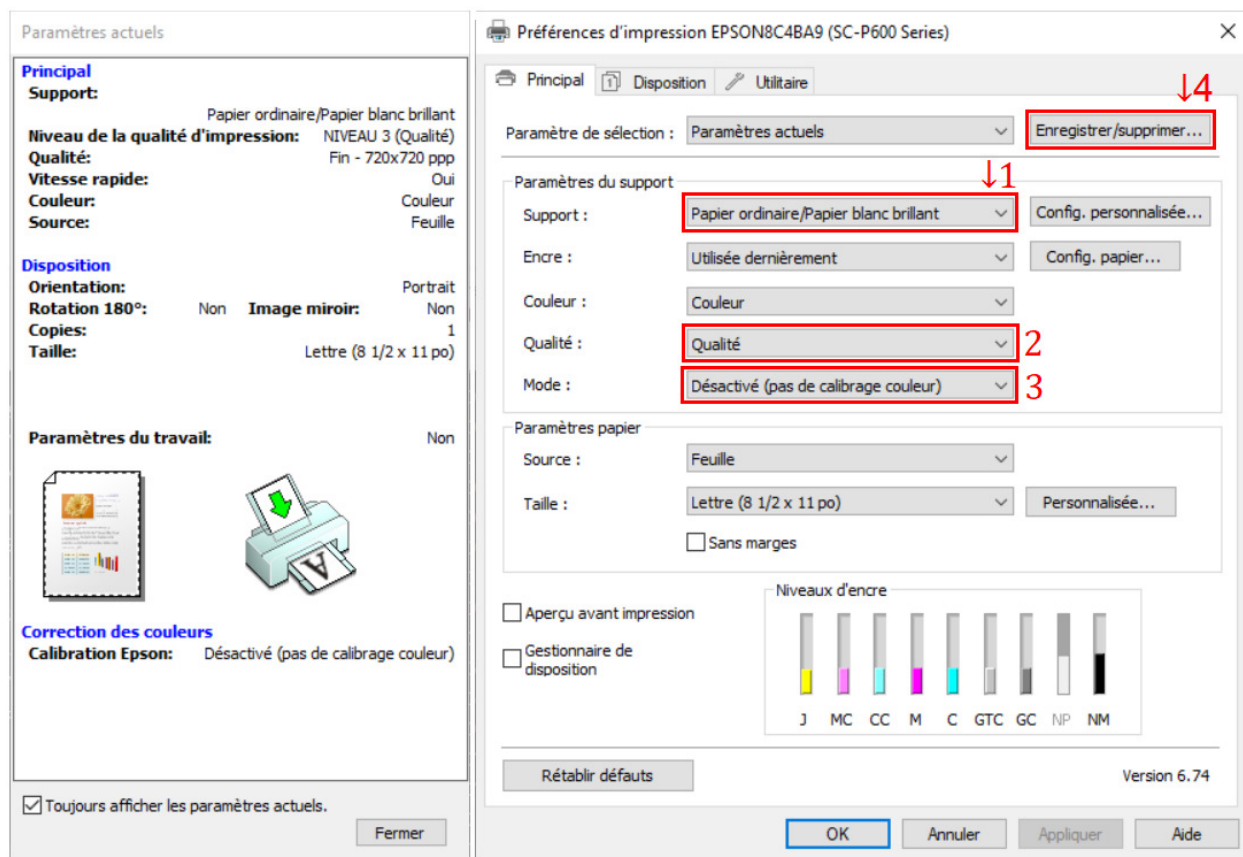 Paramètres actuels
Principal
Support:
Papier ordinaire/Papier blanc brillant
Niveau de la qualité d'impression: NIVEAU 3 (Qualité)
Qualité: Fin - 720x720 ppp
Vitesse rapide: Oui
Couleur: Couleur
Source: Feuille
Disposition
Orientation: Portrait
Rotation 180°: Non Image miroir: Non
Copies: 1
Taille: Lettre (8 1/2 x 11 po)
Paramètres du travail: Non
Correction des couleurs
Calibration Epson: Désactivé (pas de calibrage couleur)
Toujours afficher les paramètres actuels.
Fermer
Préférences d'impression EPSON8C4BA9 (SC-P600 Series)
Principal Disposition Utilitaire
↓4
Paramètre de sélection : Paramètres actuels Enregistrer/supprimer...
Paramètres du support ↓1
Support : Papier ordinaire/Papier blanc brillant Config. personnalisée...
Encre : Utilisée dernièrement Config. papier...
Couleur : Couleur
Qualité : Qualité 2
Mode : Désactivé (pas de calibrage couleur) 3
Paramètres papier
Source : Feuille
Taille : Lettre (8 1/2 x 11 po) Personnalisée...
Sans marges
Niveaux d'encre
Aperçu avant impression
Gestionnaire de
disposition
J MC CC M C GTC GC NP NM
Rétablir défauts Version 6.74
OK Annuler Appliquer Aide